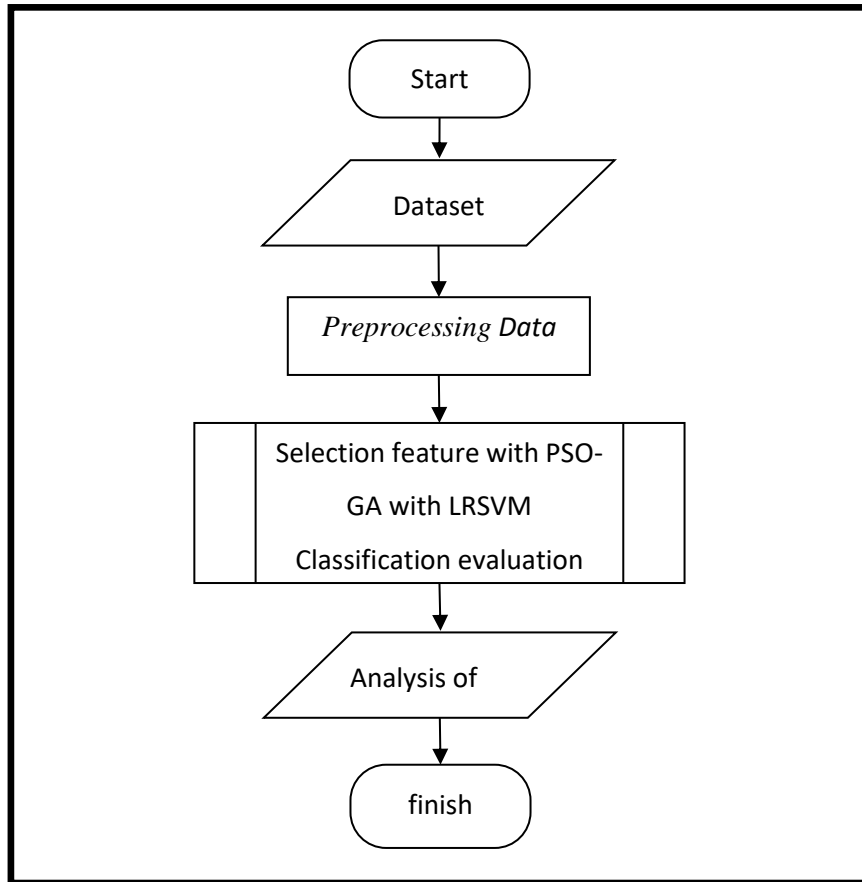 Start
Dataset
Preprocessing Data
Selection feature with PSO-
GA with LRSVM
Classification evaluation
Analysis of
finish